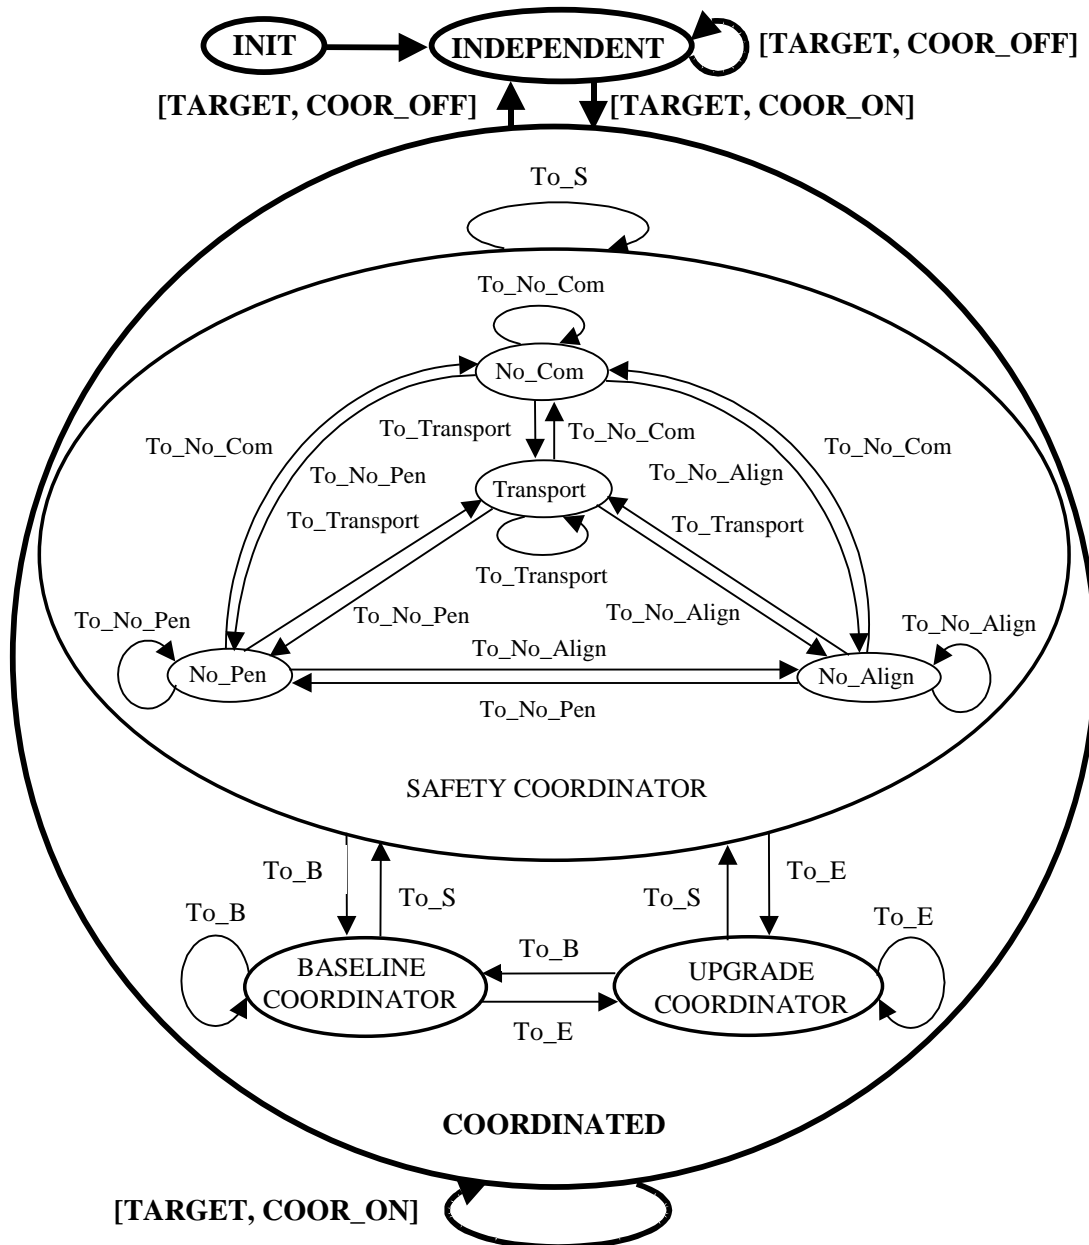 INIT
INDEPENDENT
[TARGET, COOR_OFF]
[TARGET, COOR_OFF]
[TARGET, COOR_ON]
To_S
To_No_Com
No_Com
To_Transport
To_No_Com
To_No_Com
To_No_Com
To_No_Pen
To_No_Align
Transport
To_Transport
To_Transport
To_Transport
To_No_Pen
To_No_Pen
To_No_Align
To_No_Align
To_No_Align
No_Pen
No_Align
To_No_Pen
SAFETY COORDINATOR
To_B
To_S
To_S
To_E
To_B
To_E
BASELINE
COORDINATOR
To_B
UPGRADE
COORDINATOR
To_E
COORDINATED
[TARGET, COOR_ON]